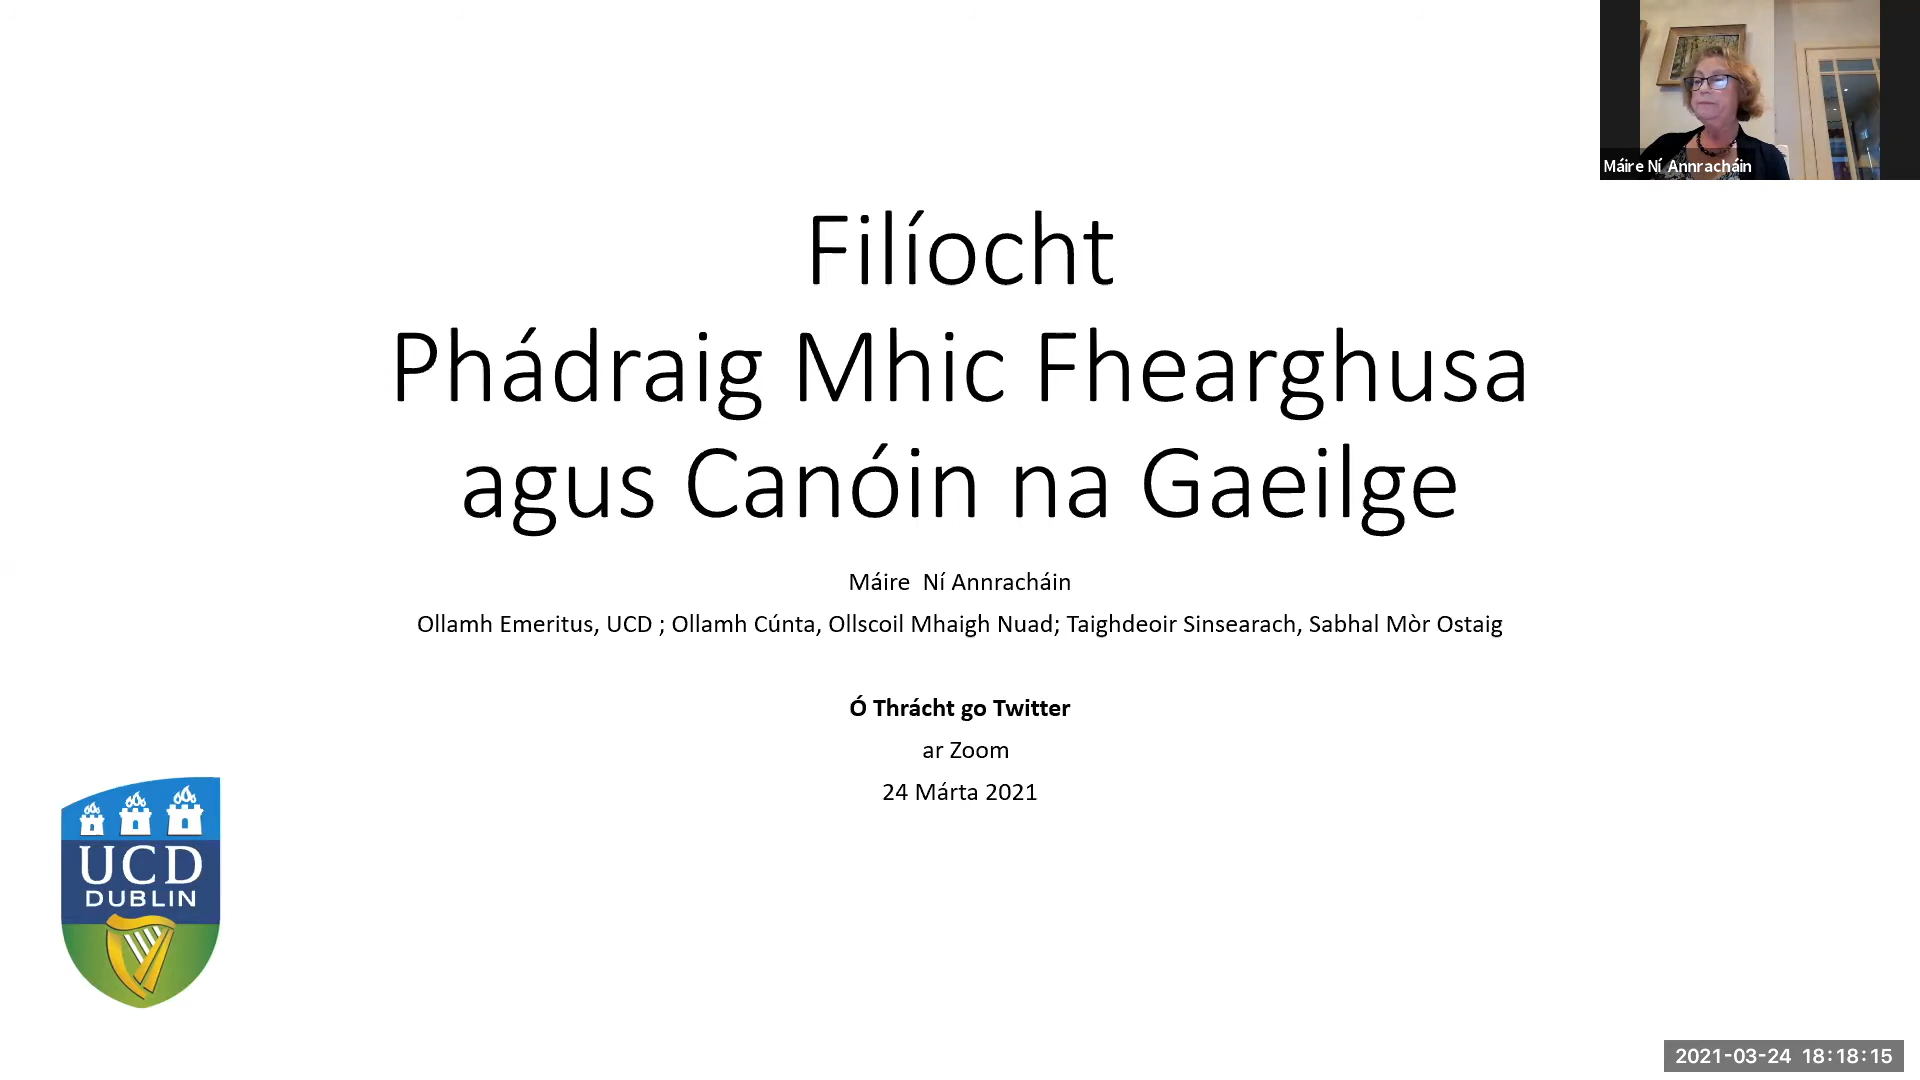 Máire Ní Annracháin
Filíocht
Phádraig Mhic Fhearghusa
agus Canóin na Gaeilge
Máire  Ní Annracháin
Ollamh Emeritus, UCD ; Ollamh Cúnta, Ollscoil Mhaigh Nuad; Taighdeoir Sinsearach, Sabhal Mòr Ostaig
Ó Thrácht go Twitter
ar Zoom
24 Márta 2021
UCD
DUBLIN
2021-03-24 18:18:15